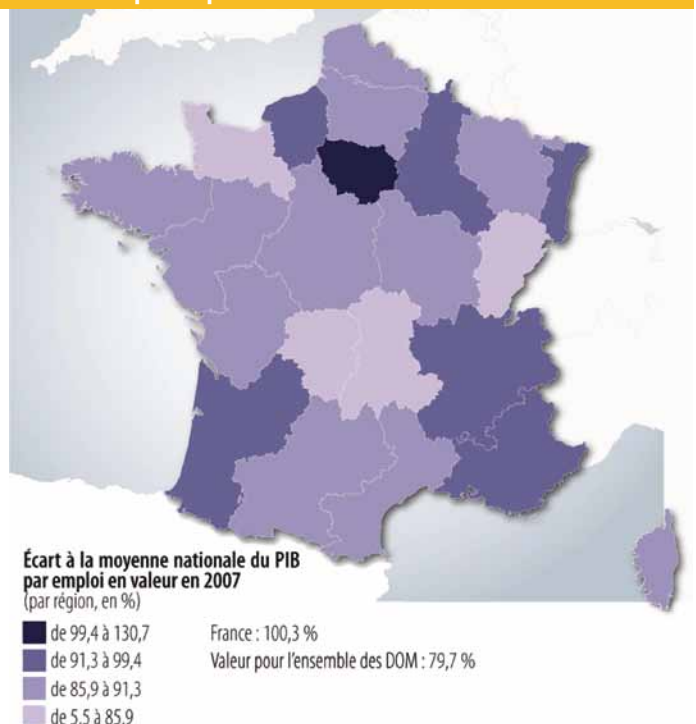 Écart à la moyenne nationale du PIB
par emploi en valeur en 2007
(par région, en %)
de 99,4 à 130,7
France : 100,3 %
de 91,3 à 99,4
Valeur pour l'ensemble des DOM : 79,7 %
de 85,9 à 91,3
de 5,5 à 85,9